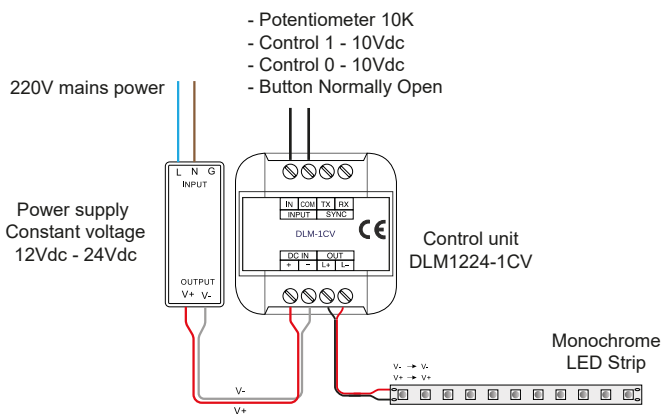 - Potentiometer 10K
- Control 1 - 10Vdc
- Control 0 - 10Vdc
- Button Normally Open
220V mains power
L N G
INPUT
Power supply
Constant voltage
12Vdc - 24Vdc
OUTPUT
V+ V-
IN COM TX RX
INPUT SYNC
DLM-1CV
CE
DC IN OUT
+ - L+ L-
Control unit
DLM1224-1CV
Monochrome
LED Strip
V- → V-
V+ → V+
V-
V+